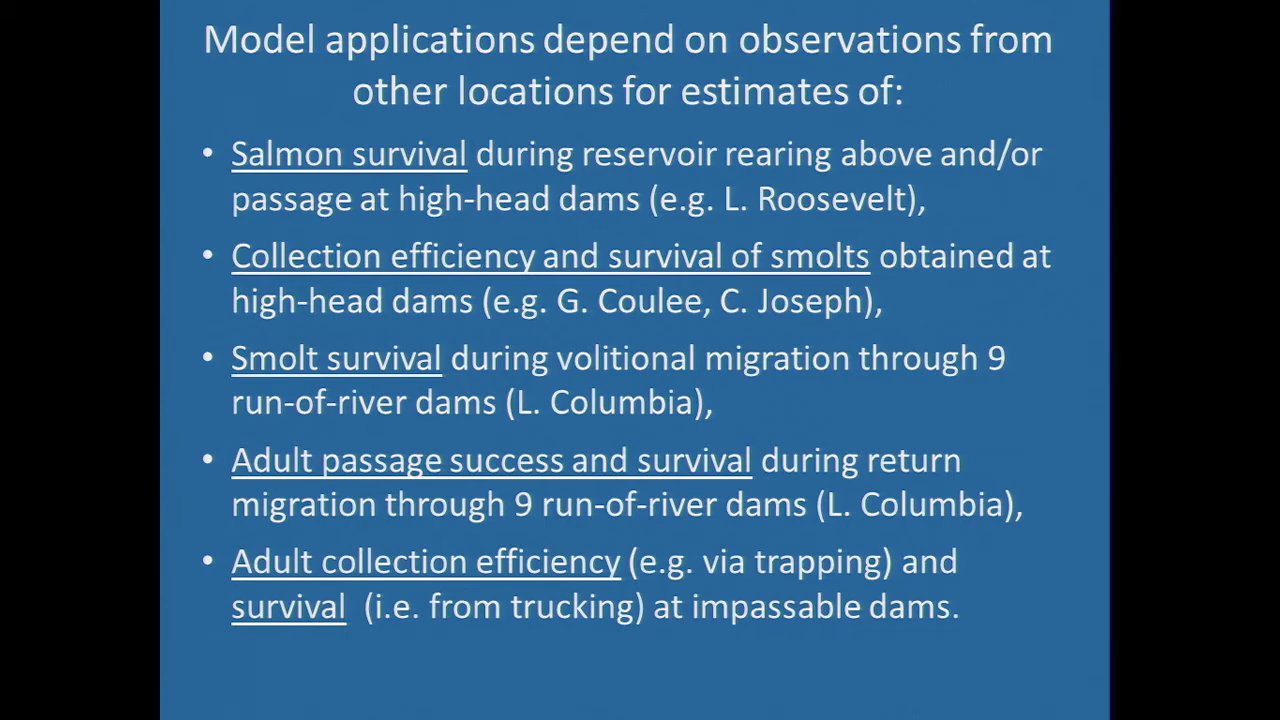 Model applications depend on observations from
other locations for estimates of:
• Salmon survival during reservoir rearing above and/or
passage at high-head dams (e.g. L. Roosevelt),
• Collection efficiency and survival of smolts obtained at
high-head dams (e.g. G. Coulee, C. Joseph),
• Smolt survival during volitional migration through 9
run-of-river dams (L. Columbia),
• Adult passage success and survival during return
migration through 9 run-of-river dams (L. Columbia),
• Adult collection efficiency (e.g. via trapping) and
survival (i.e. from trucking) at impassable dams.